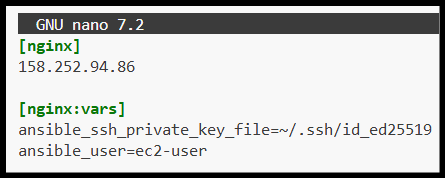 GNU nano 7.2
[nginx]
158.252.94.86
[nginx:vars]
ansible_ssh_private_key_file=~/.ssh/id_ed25519
ansible_user=ec2-user